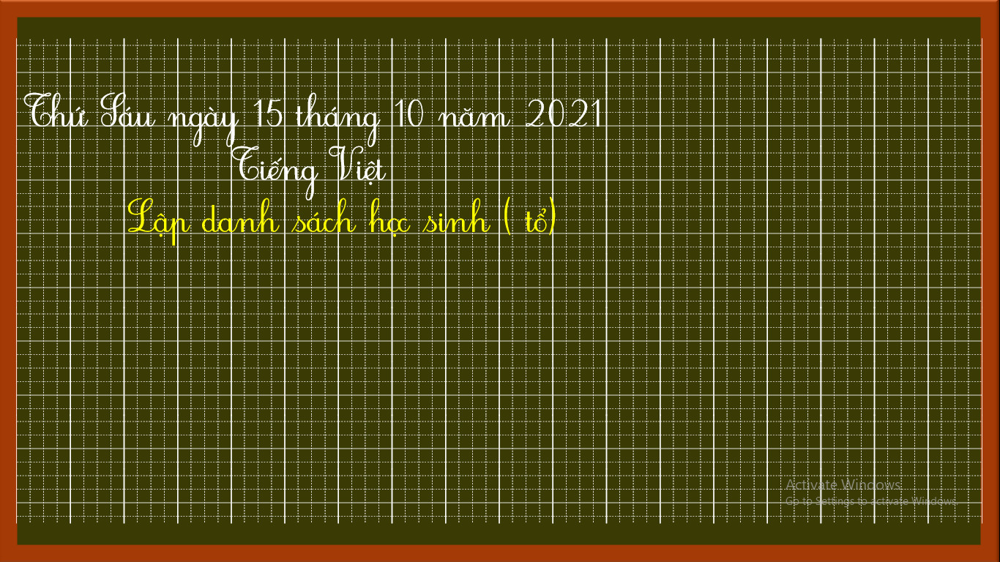 Thứ Sáu ngày 15 tháng 10 năm 2021
Tiếng Việt
Lập danh sách học sinh ( tổ)
Activate Windows
Go to Settings to activate Windows.